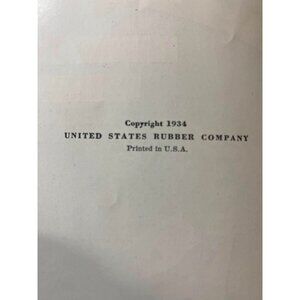 Copyright 1934
UNITED STATES RUBBER COMPANY
Printed in U.S.A.